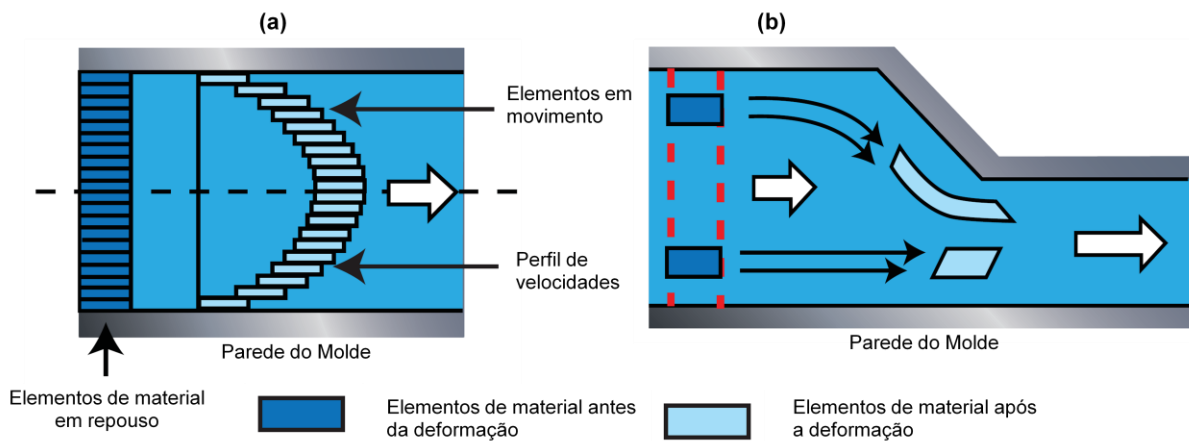 (a)
(b)
Elementos em
movimento
Perfil de
velocidades
Parede do Molde
Parede do Molde
Elementos de material
em repouso
Elementos de material antes
da deformação
Elementos de material após
a deformação